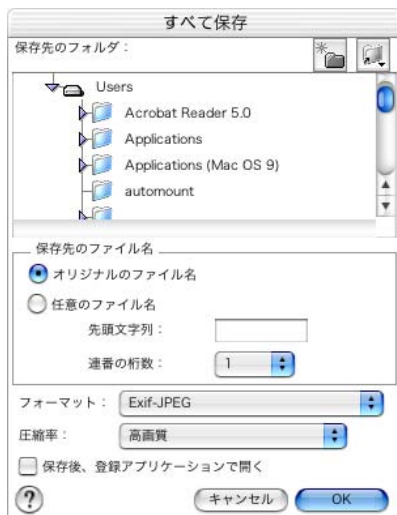 すべて保存
保存先のフォルダ：
Users
Acrobat Reader 5.0
Applications
Applications (Mac OS 9)
automount
保存先のファイル名
オリジナルのファイル名
任意のファイル名
先頭文字列：
連番の桁数： 1
フォーマット： Exif-JPEG
圧縮率： 高画質
保存後、登録アプリケーションで開く
? キャンセル OK